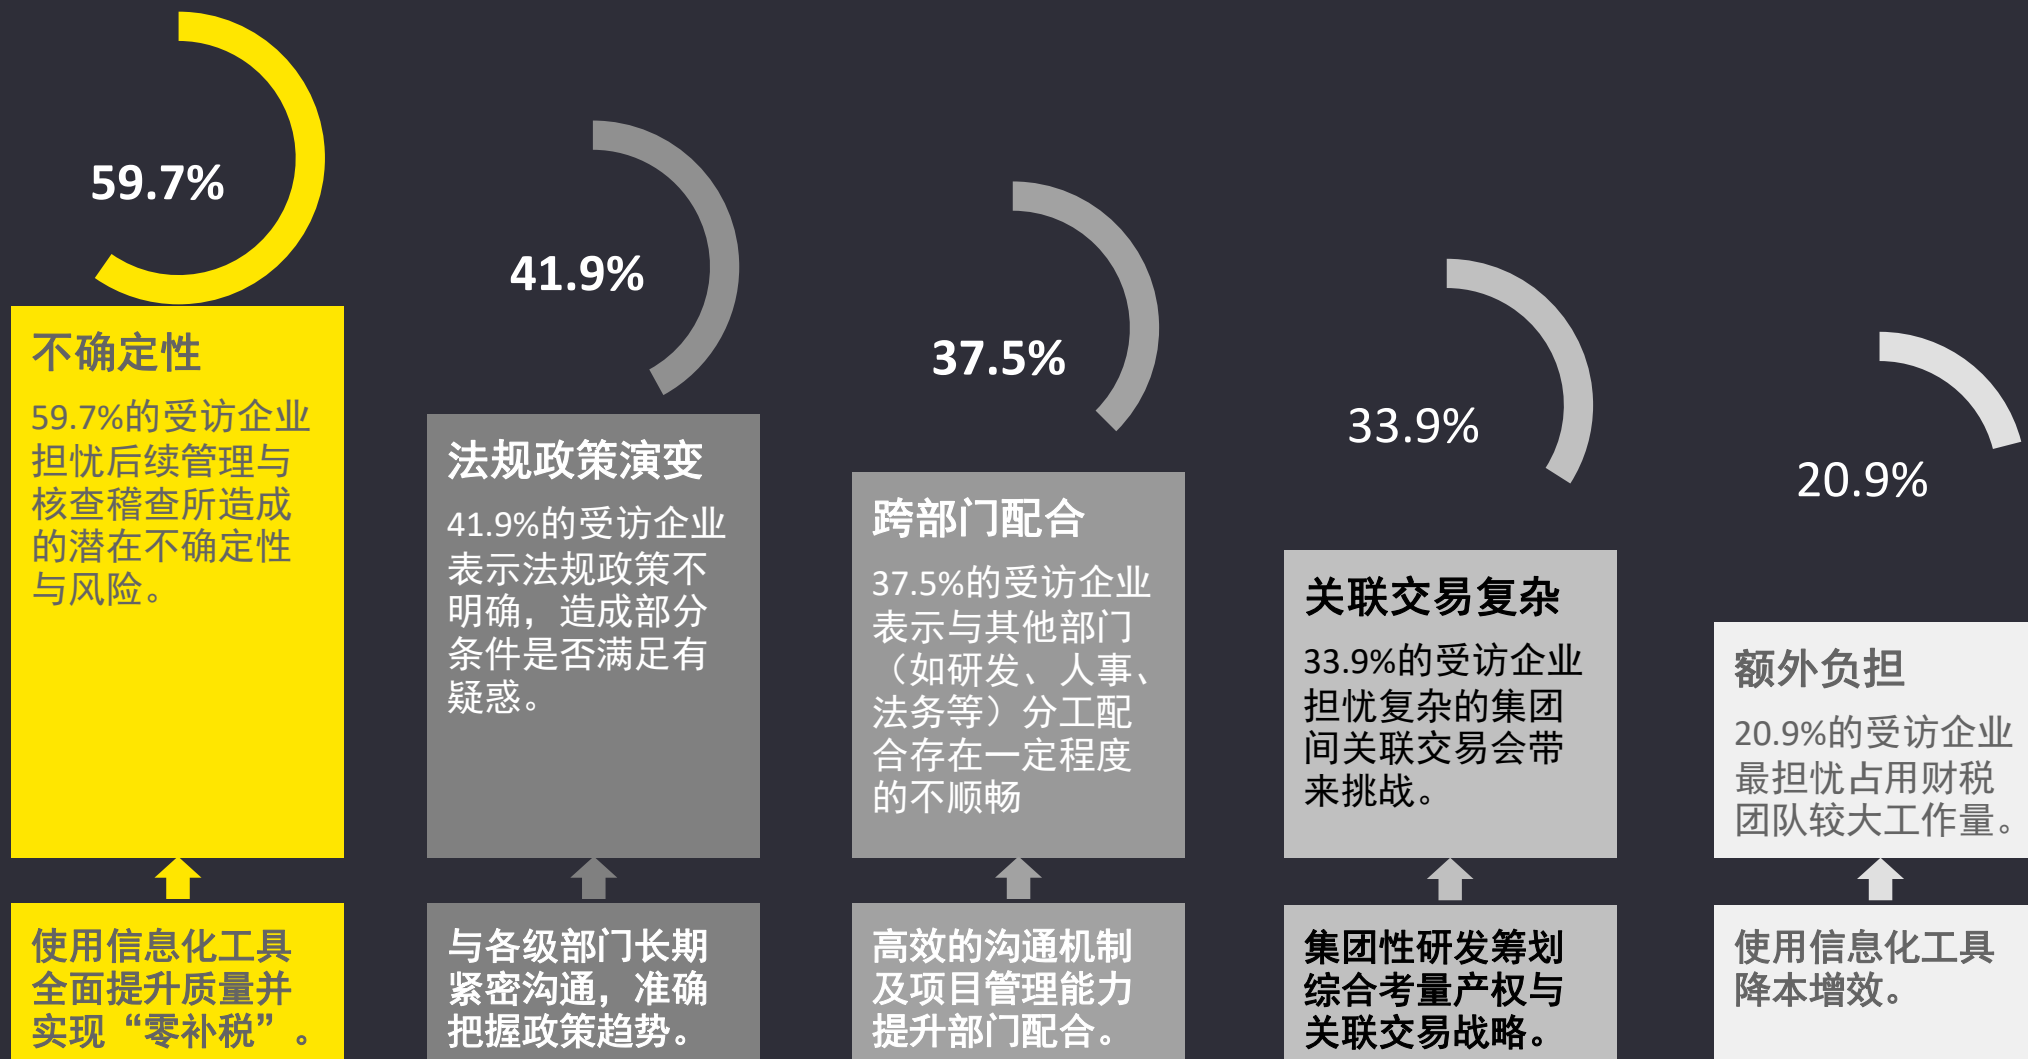 59.7%
不确定性
59.7%的受访企业
担忧后续管理与
核查稽查所造成
的潜在不确定性
与风险。
使用信息化工具
全面提升质量并
实现“零补税”。
41.9%
法规政策演变
41.9%的受访企业
表示法规政策不
明确，造成部分
条件是否满足有
疑惑。
与各级部门长期
紧密沟通，准确
把握政策趋势。
37.5%
跨部门配合
37.5%的受访企业
表示与其他部门
（如研发、人事、
法务等）分工配
合存在一定程度
的不顺畅
高效的沟通机制
及项目管理能力
提升部门配合。
33.9%
关联交易复杂
33.9%的受访企业
担忧复杂的集团
间关联交易会带
来挑战。
集团性研发筹划
综合考量产权与
关联交易战略。
20.9%
额外负担
20.9%的受访企业
最担忧占用财税
团队较大工作量。
使用信息化工具
降本增效。